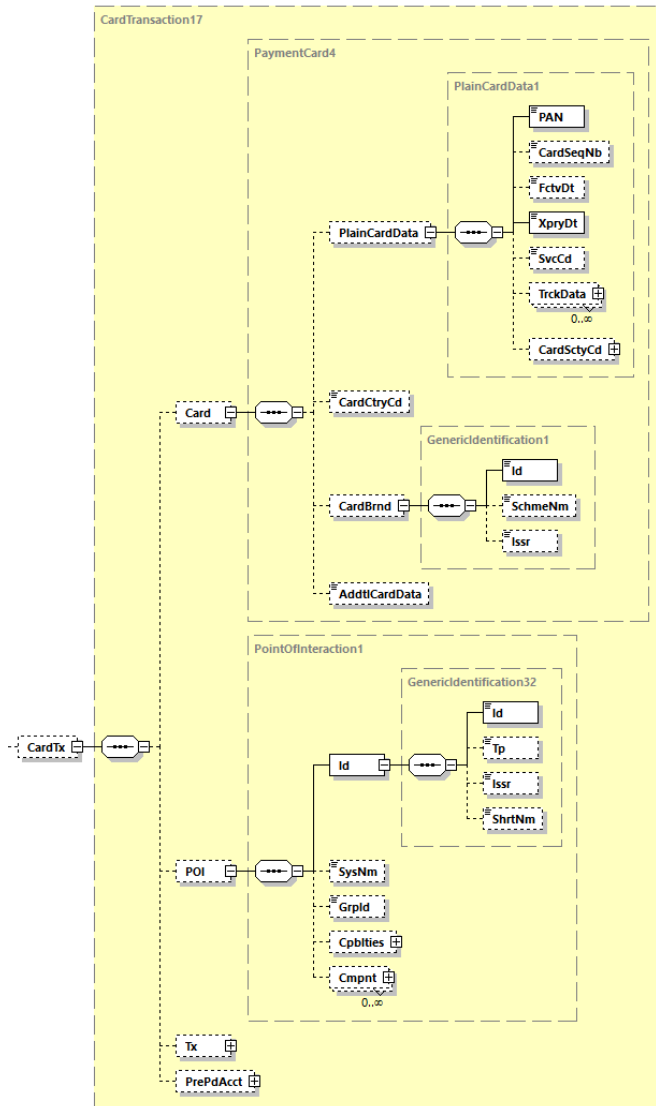 CardTransaction17
PaymentCard4
PlainCardData1
PAN
CardSeqNb
FctvDt
PlainCardData
XpryDt
SvcCd
TrckData
0..∞
CardSctyCd
Card
CardCtryCd
GenericIdentification1
Id
CardBrnd
SchmeNm
Issr
AddtlCardData
PointOfInteraction1
GenericIdentification32
Id
CardTx
Tp
Id
Issr
ShrtNm
POI
SysNm
GrpId
Cpblties
Cmpnt
0..∞
Tx
PrePdAcct